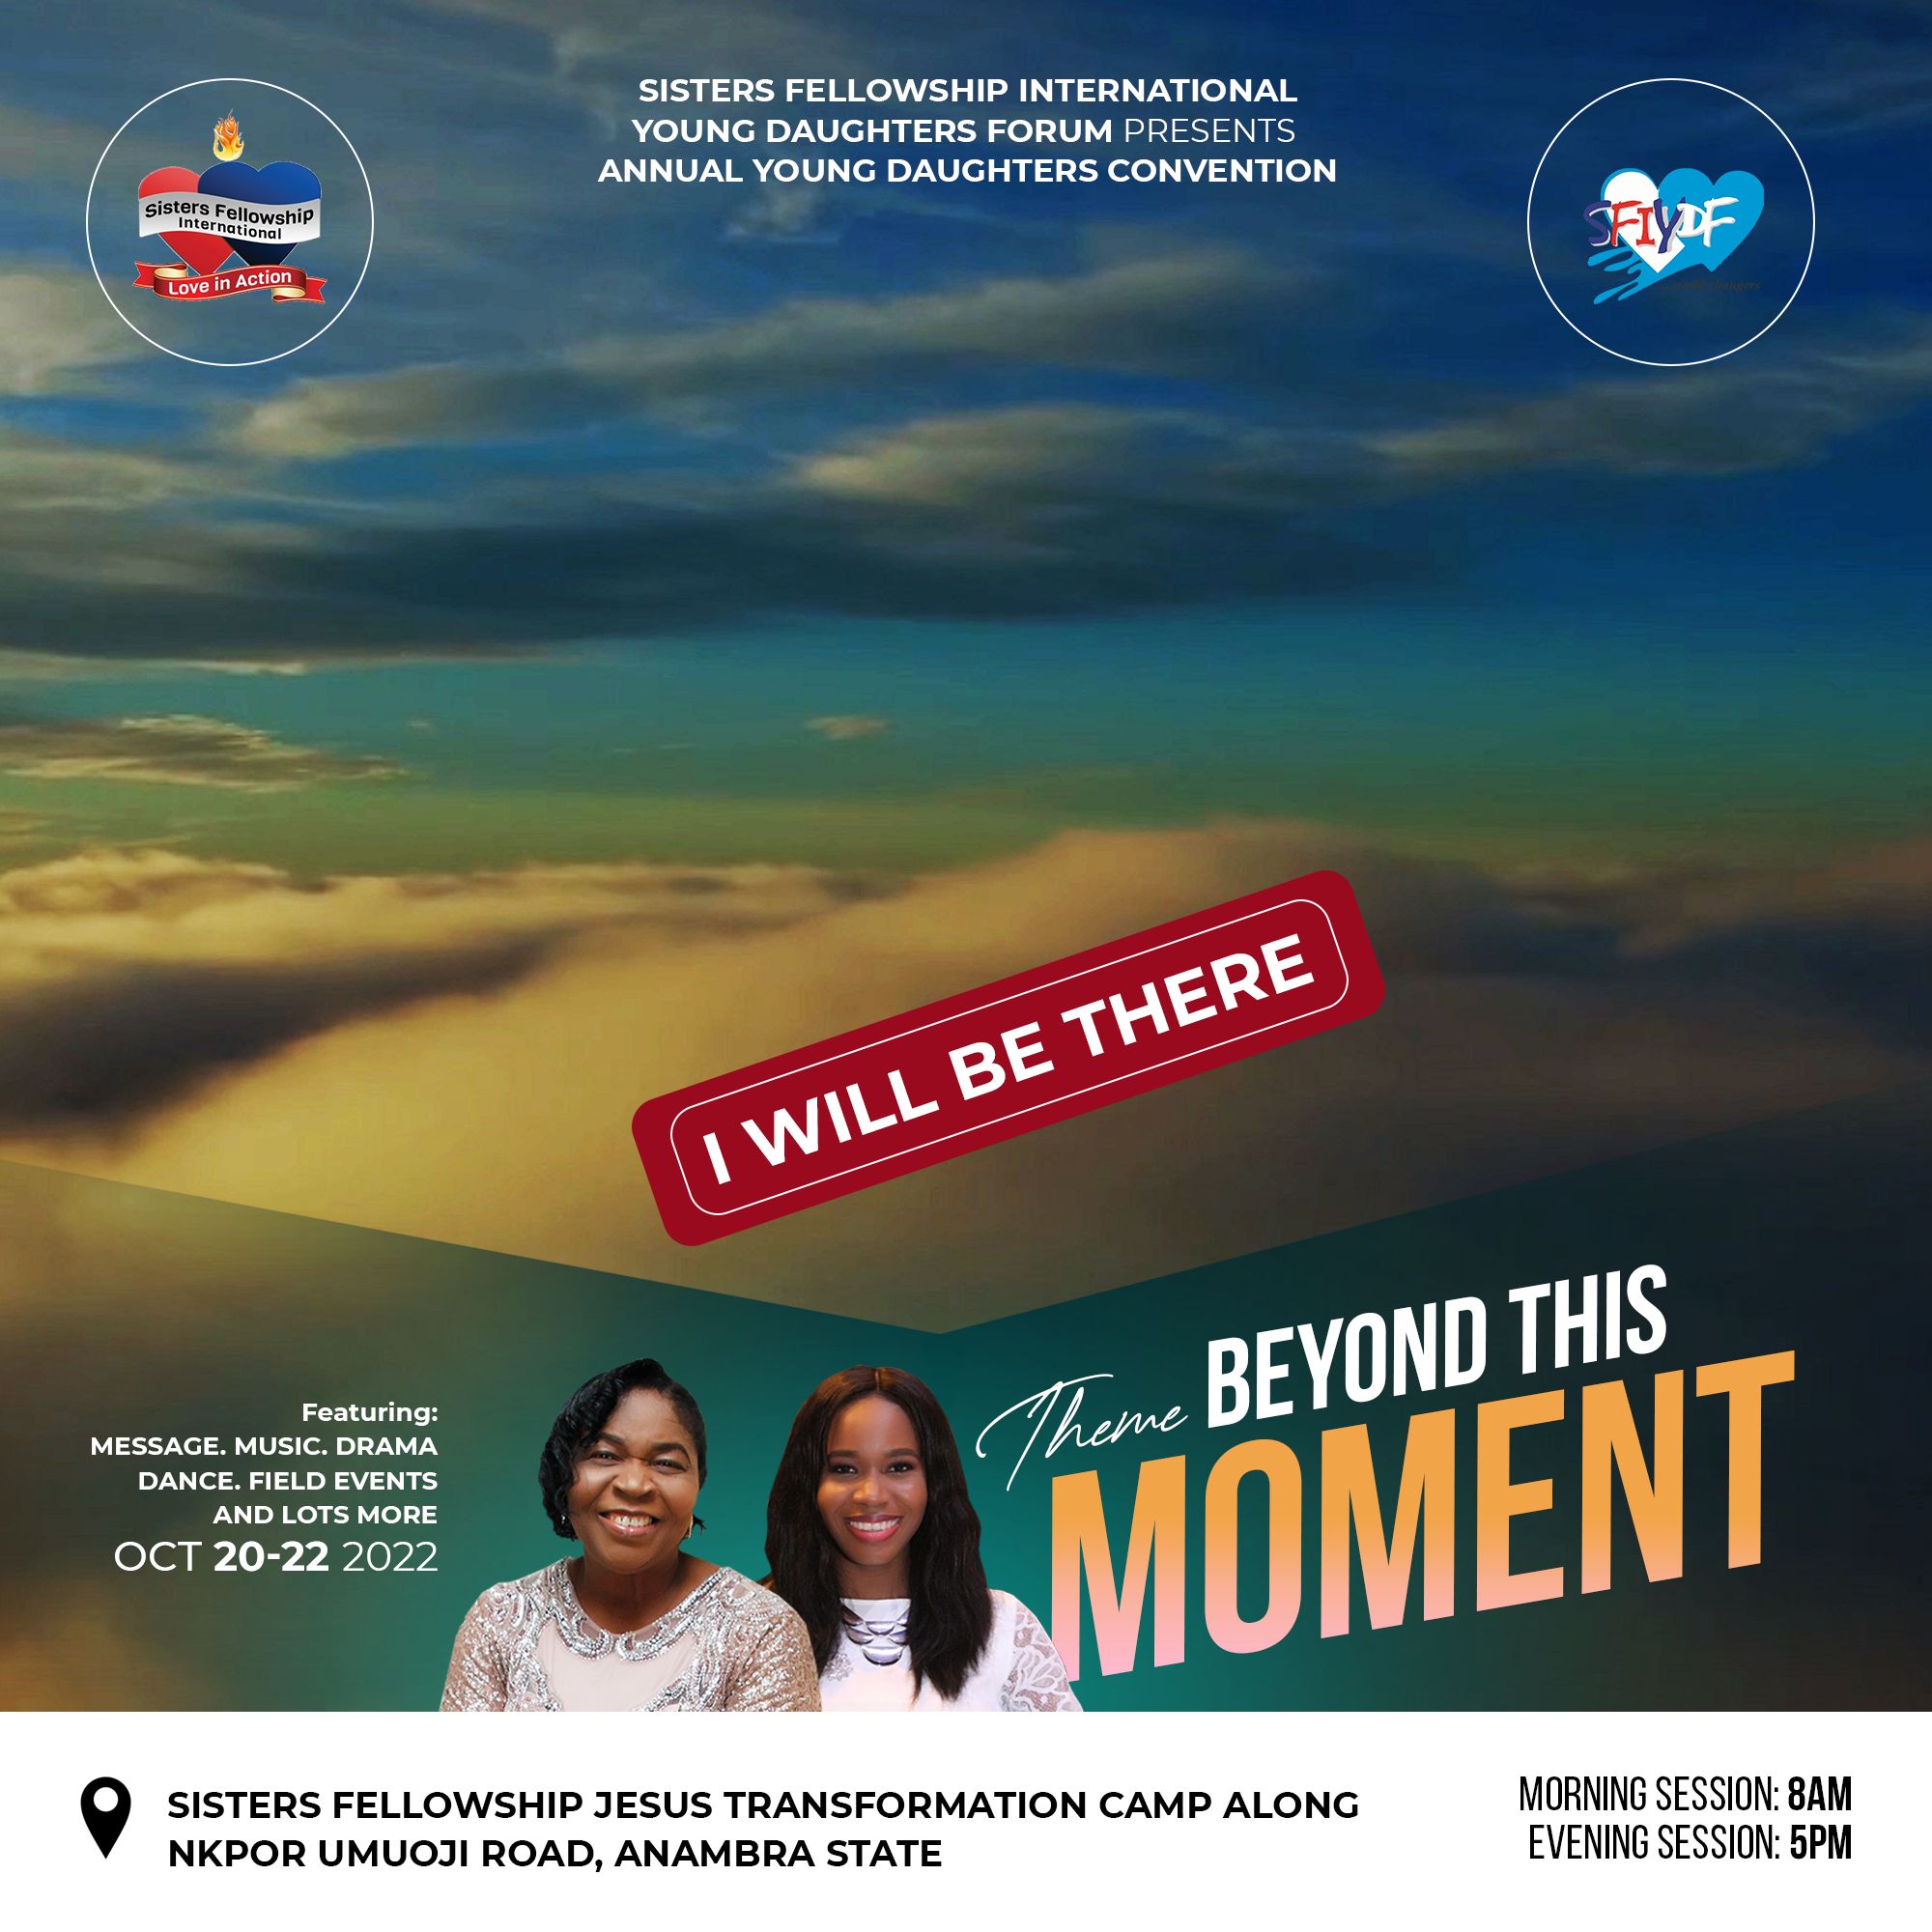 SISTERS FELLOWSHIP INTERNATIONAL
YOUNG DAUGHTERS FORUM PRESENTS
ANNUAL YOUNG DAUGHTERS CONVENTION
Sisters Fellowship
International
Love in Action
SFIYDF
I WILL BE THERE
Theme BEYOND THIS
MOMENT
Featuring:
MESSAGE. MUSIC. DRAMA
DANCE. FIELD EVENTS
AND LOTS MORE
OCT 20-22 2022
SISTERS FELLOWSHIP JESUS TRANSFORMATION CAMP ALONG
NKPOR UMUOJI ROAD, ANAMBRA STATE
MORNING SESSION: 8AM
EVENING SESSION: 5PM